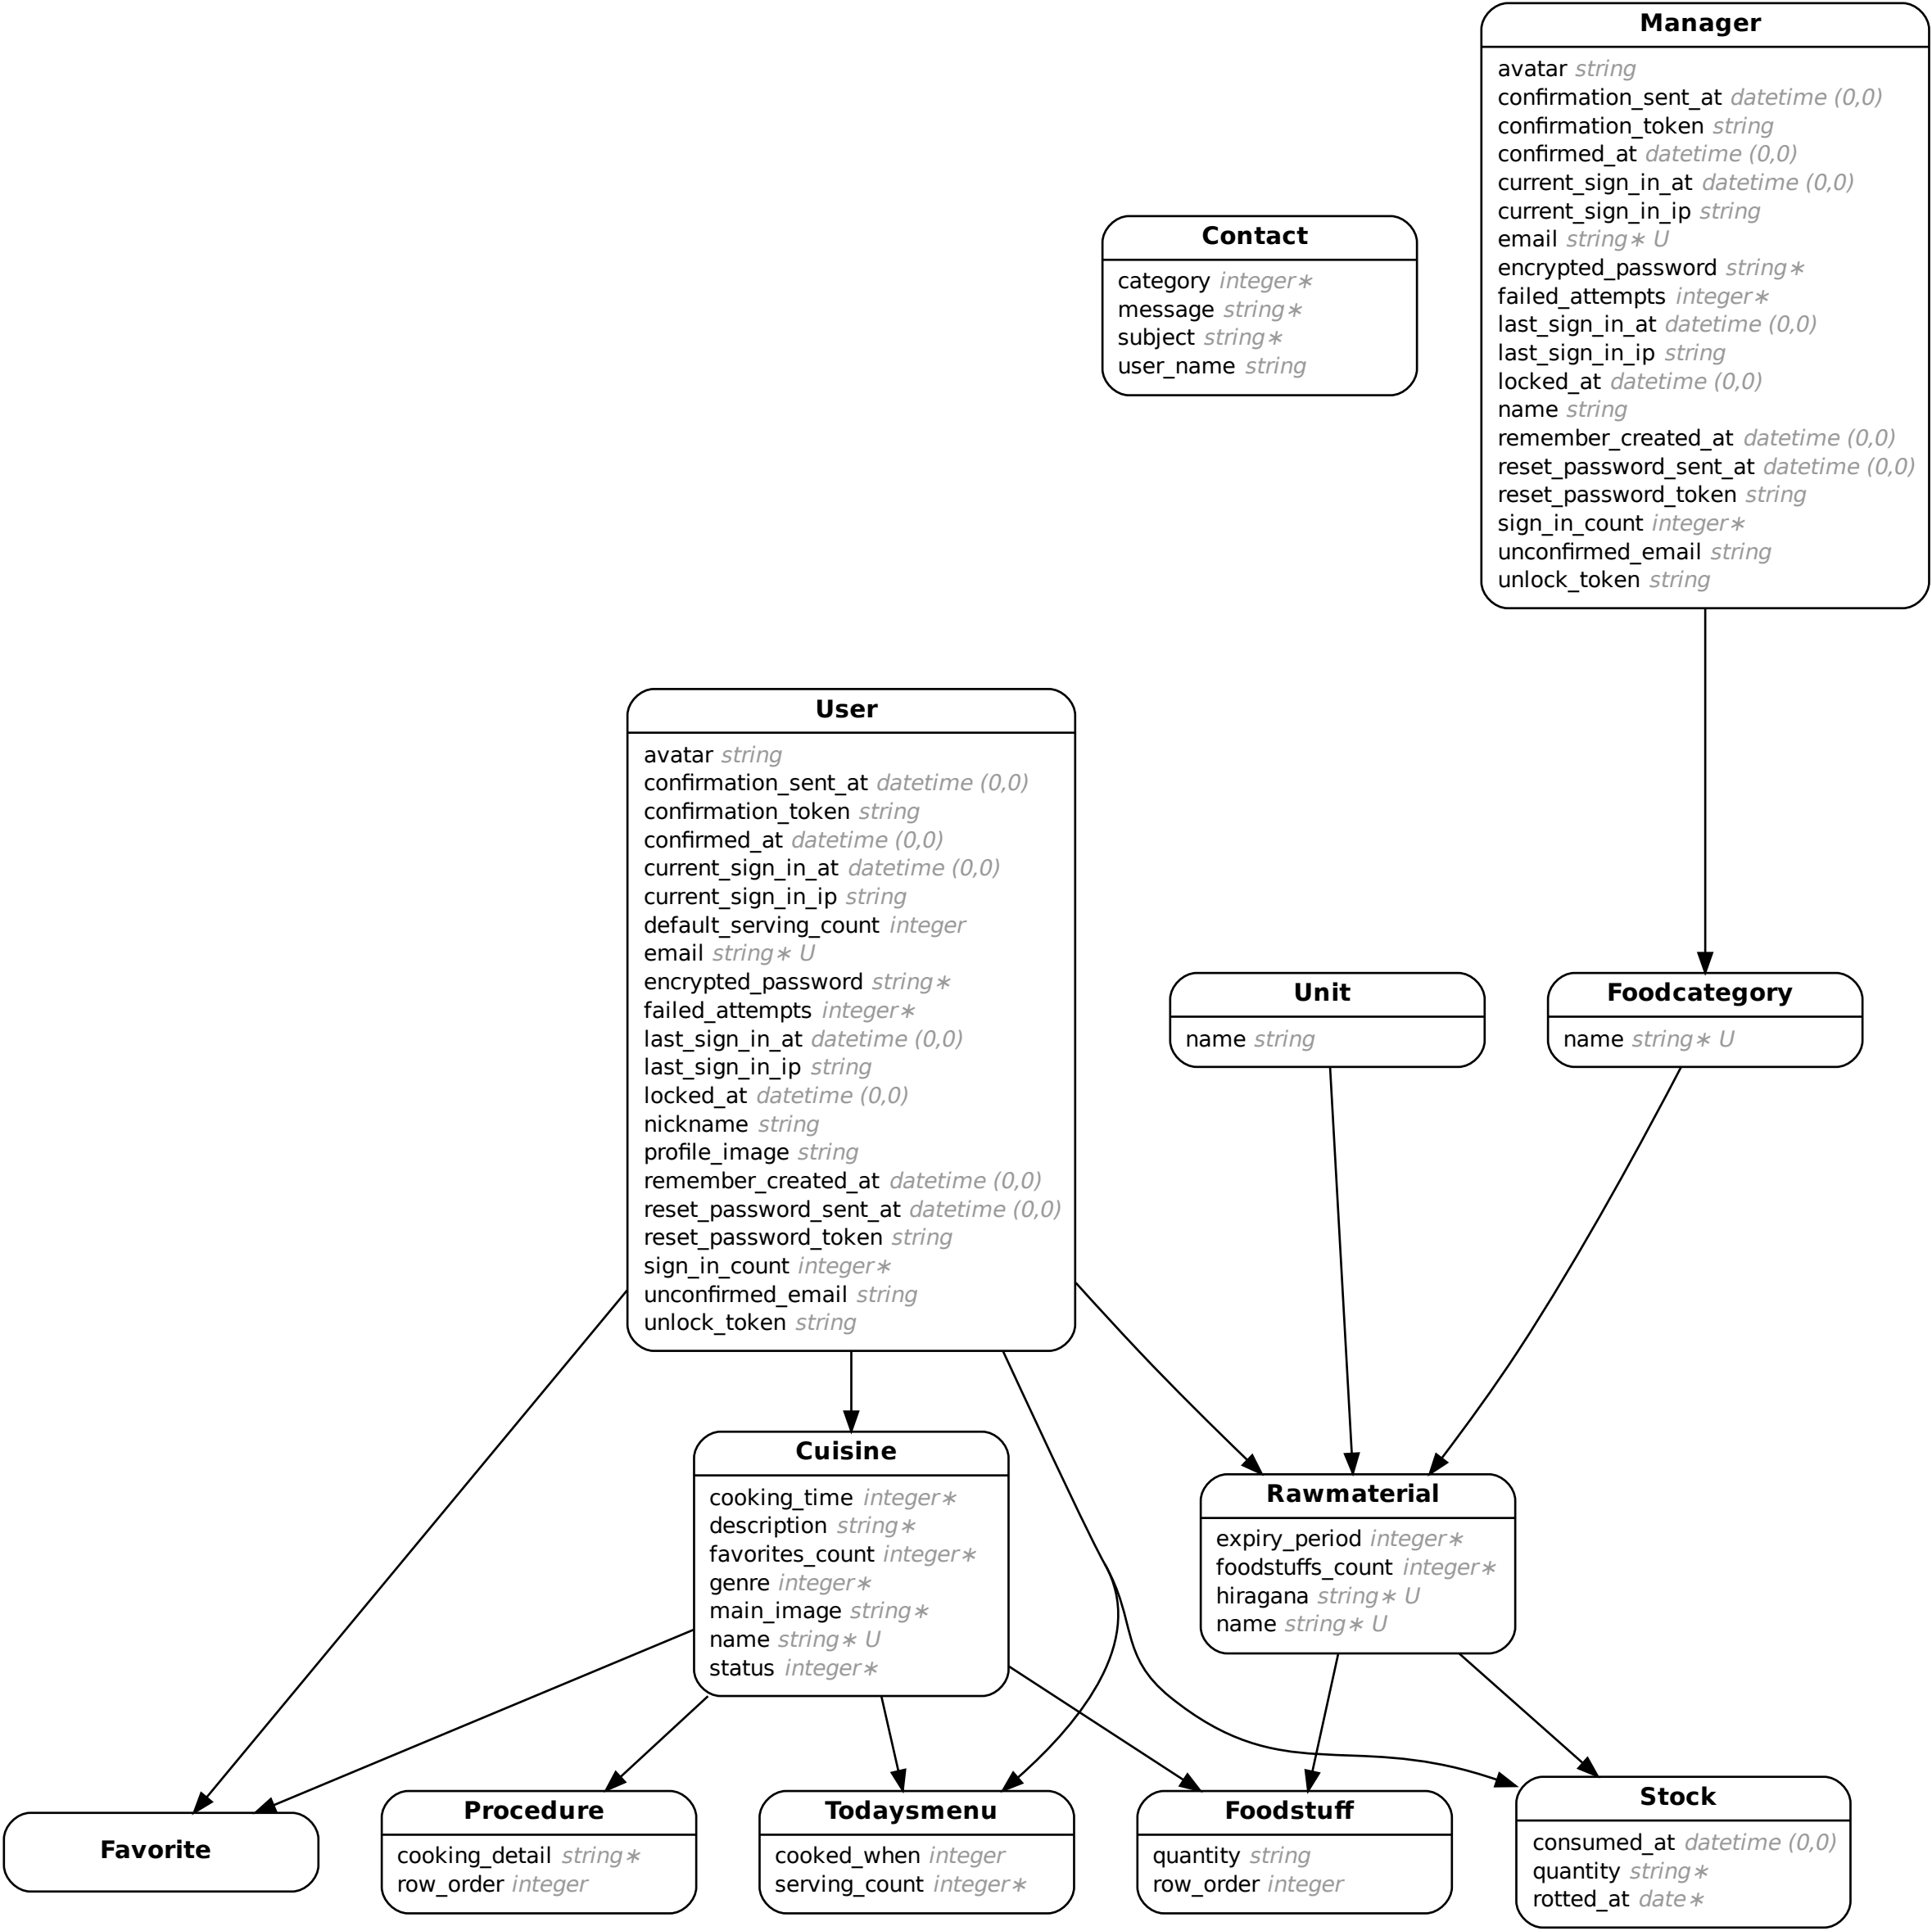 Manager
avatar string
confirmation_sent_at datetime (0,0)
confirmation_token string
confirmed_at datetime (0,0)
current_sign_in_at datetime (0,0)
current_sign_in_ip string
email string∗ U
encrypted_password string∗
failed_attempts integer∗
last_sign_in_at datetime (0,0)
last_sign_in_ip string
locked_at datetime (0,0)
name string
remember_created_at datetime (0,0)
reset_password_sent_at datetime (0,0)
reset_password_token string
sign_in_count integer∗
unconfirmed_email string
unlock_token string
Contact
category integer∗
message string∗
subject string∗
user_name string
User
avatar string
confirmation_sent_at datetime (0,0)
confirmation_token string
confirmed_at datetime (0,0)
current_sign_in_at datetime (0,0)
current_sign_in_ip string
default_serving_count integer
email string∗ U
encrypted_password string∗
failed_attempts integer∗
last_sign_in_at datetime (0,0)
last_sign_in_ip string
locked_at datetime (0,0)
nickname string
profile_image string
remember_created_at datetime (0,0)
reset_password_sent_at datetime (0,0)
reset_password_token string
sign_in_count integer∗
unconfirmed_email string
unlock_token string
Unit
name string
Foodcategory
name string∗ U
Cuisine
cooking_time integer∗
description string∗
favorites_count integer∗
genre integer∗
main_image string∗
name string∗ U
status integer∗
Rawmaterial
expiry_period integer∗
foodstuffs_count integer∗
hiragana string∗ U
name string∗ U
Favorite
Procedure
cooking_detail string∗
row_order integer
Todaysmenu
cooked_when integer
serving_count integer∗
Foodstuff
quantity string
row_order integer
Stock
consumed_at datetime (0,0)
quantity string∗
rotted_at date∗